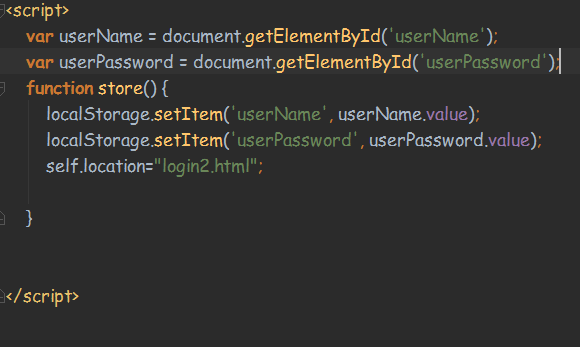 <script>
var userName = document.getElementById('userName');
var userPassword = document.getElementById('userPassword');
function store() {
localStorage.setItem('userName', userName.value);
localStorage.setItem('userPassword', userPassword.value);
self.location="login2.html";
}
</script>